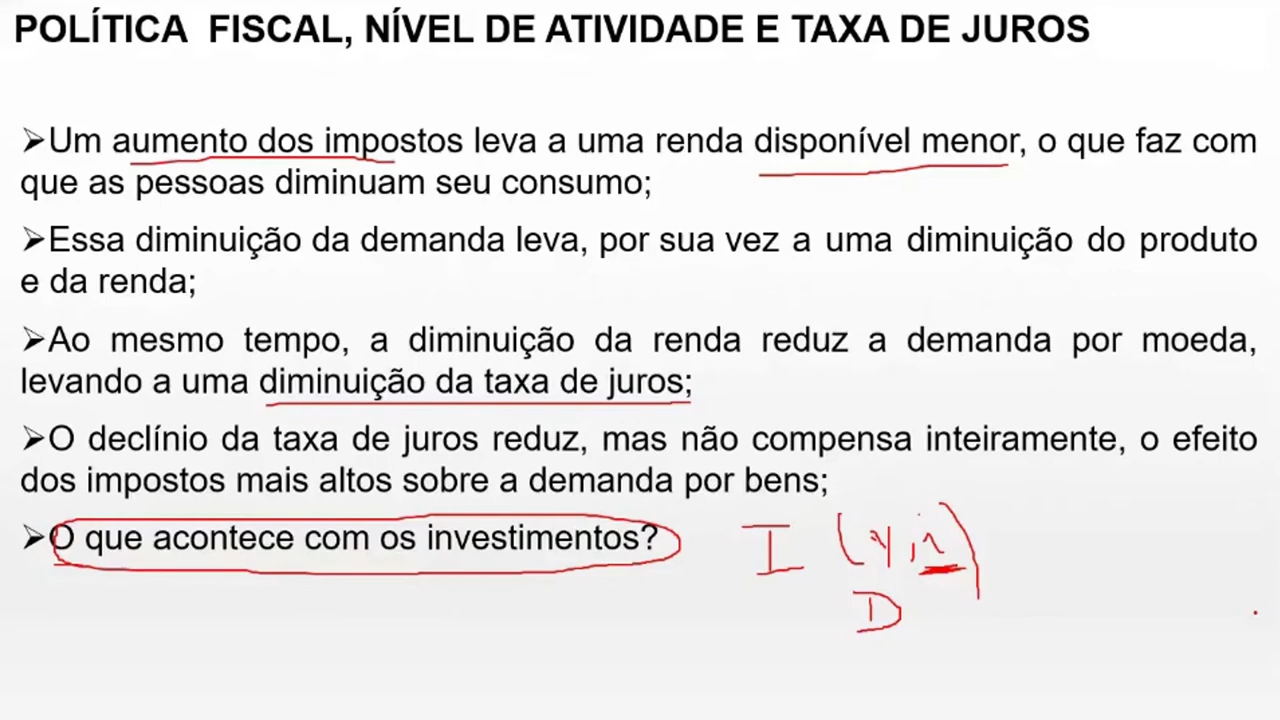 POLÍTICA FISCAL, NÍVEL DE ATIVIDADE E TAXA DE JUROS
➢Um aumento dos impostos leva a uma renda disponível menor, o que faz com
que as pessoas diminuam seu consumo;
➢Essa diminuição da demanda leva, por sua vez a uma diminuição do produto
e da renda;
➢Ao mesmo tempo, a diminuição da renda reduz a demanda por moeda,
levando a uma diminuição da taxa de juros;
➢O declínio da taxa de juros reduz, mas não compensa inteiramente, o efeito
dos impostos mais altos sobre a demanda por bens;
➢O que acontece com os investimentos? I (y, i)
D